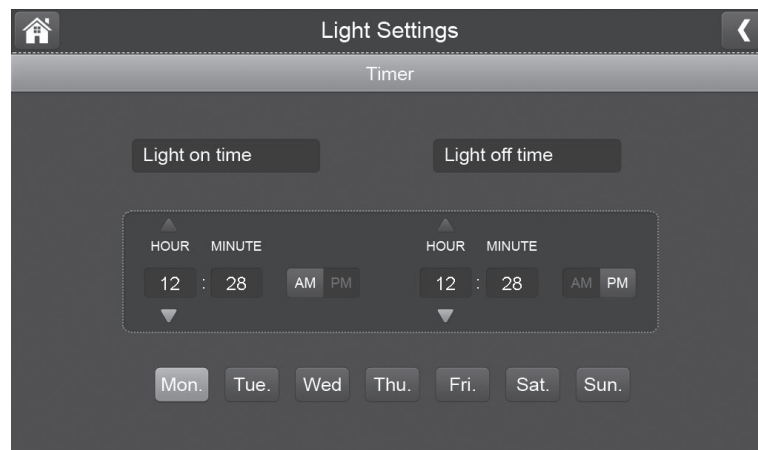 Light Settings
Timer
Light on time Light off time
HOUR MINUTE HOUR MINUTE
12 : 28 AM PM 12 : 28 AM PM
Mon. Tue. Wed Thu. Fri. Sat. Sun.